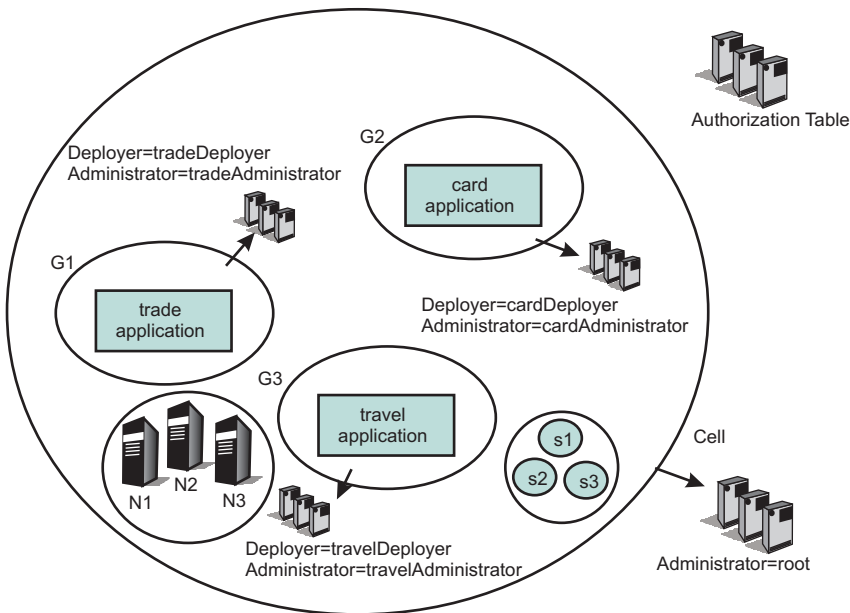 Authorization Table
Deployer=tradeDeployer
Administrator=tradeAdministrator
G2
card
application
G1
trade
application
Deployer=cardDeployer
Administrator=cardAdministrator
G3
travel
application
s1
s2
s3
Cell
N1
N2
N3
Deployer=travelDeployer
Administrator=travelAdministrator
Administrator=root